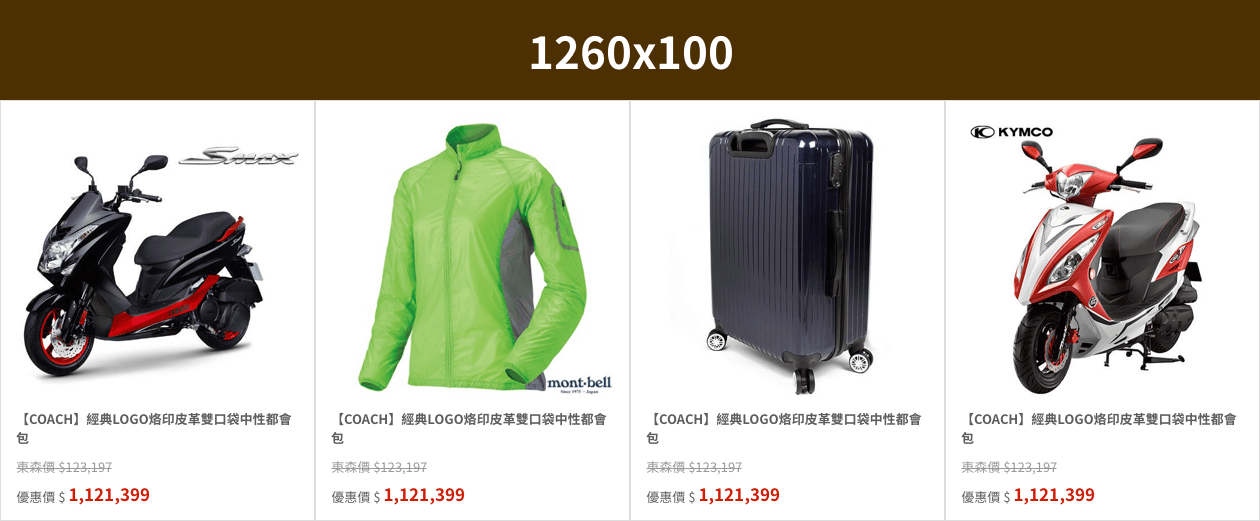 1260x100
Smax
【COACH】經典LOGO烙印皮革雙口袋中性都會
包
東森價 $123,197
優惠價 $ 1,121,399
mont·bell
Since 1975 · Japan
【COACH】經典LOGO烙印皮革雙口袋中性都會
包
東森價 $123,197
優惠價 $ 1,121,399
【COACH】經典LOGO烙印皮革雙口袋中性都會
包
東森價 $123,197
優惠價 $ 1,121,399
KYMCO
【COACH】經典LOGO烙印皮革雙口袋中性都會
包
東森價 $123,197
優惠價 $ 1,121,399